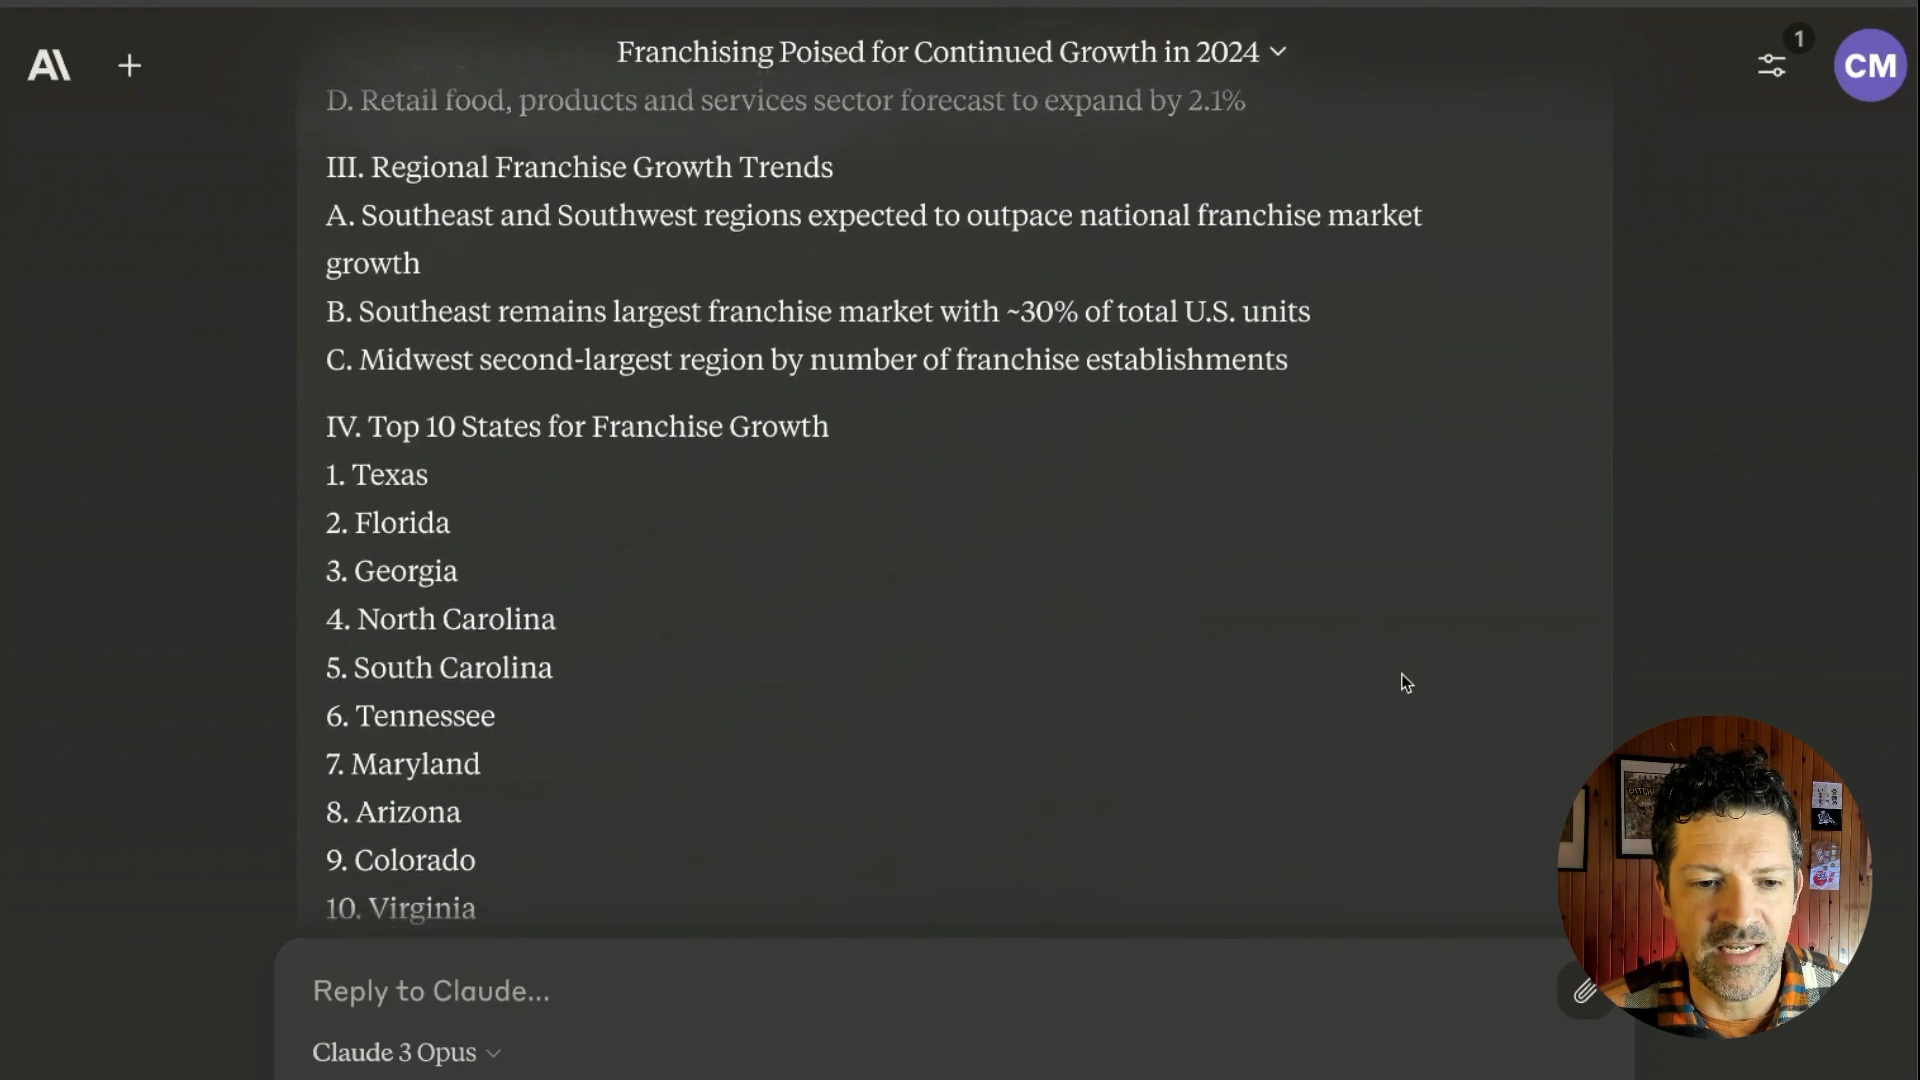 Franchising Poised for Continued Growth in 2024
1
CM
D. Retail food, products and services sector forecast to expand by 2.1%
III. Regional Franchise Growth Trends
A. Southeast and Southwest regions expected to outpace national franchise market
growth
B. Southeast remains largest franchise market with ~30% of total U.S. units
C. Midwest second-largest region by number of franchise establishments
IV. Top 10 States for Franchise Growth
1. Texas
2. Florida
3. Georgia
4. North Carolina
5. South Carolina
6. Tennessee
7. Maryland
8. Arizona
9. Colorado
10. Virginia
Reply to Claude...
Claude 3 Opus